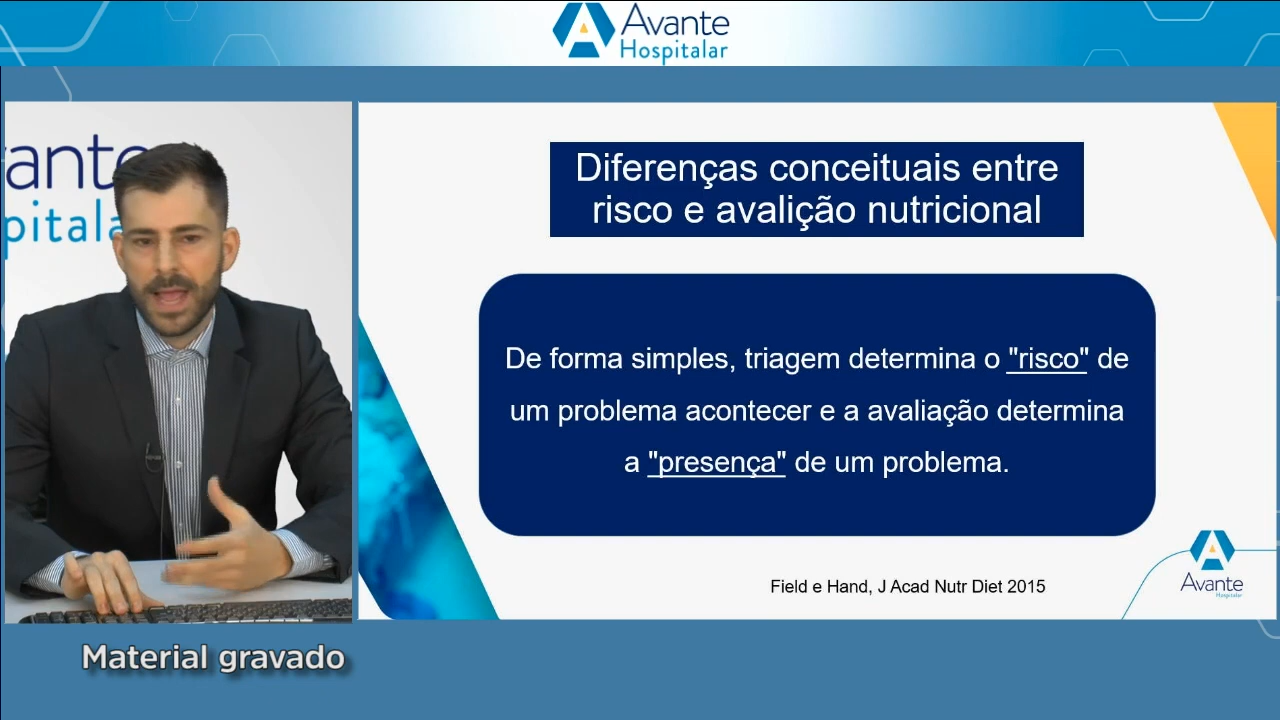 Avante
Hospitalar
vante
pitala
Diferenças conceituais entre
risco e avalição nutricional
De forma simples, triagem determina o "risco" de
um problema acontecer e a avaliação determina
a "presença" de um problema.
Field e Hand, J Acad Nutr Diet 2015
Avante
Hospitalar
Material gravado